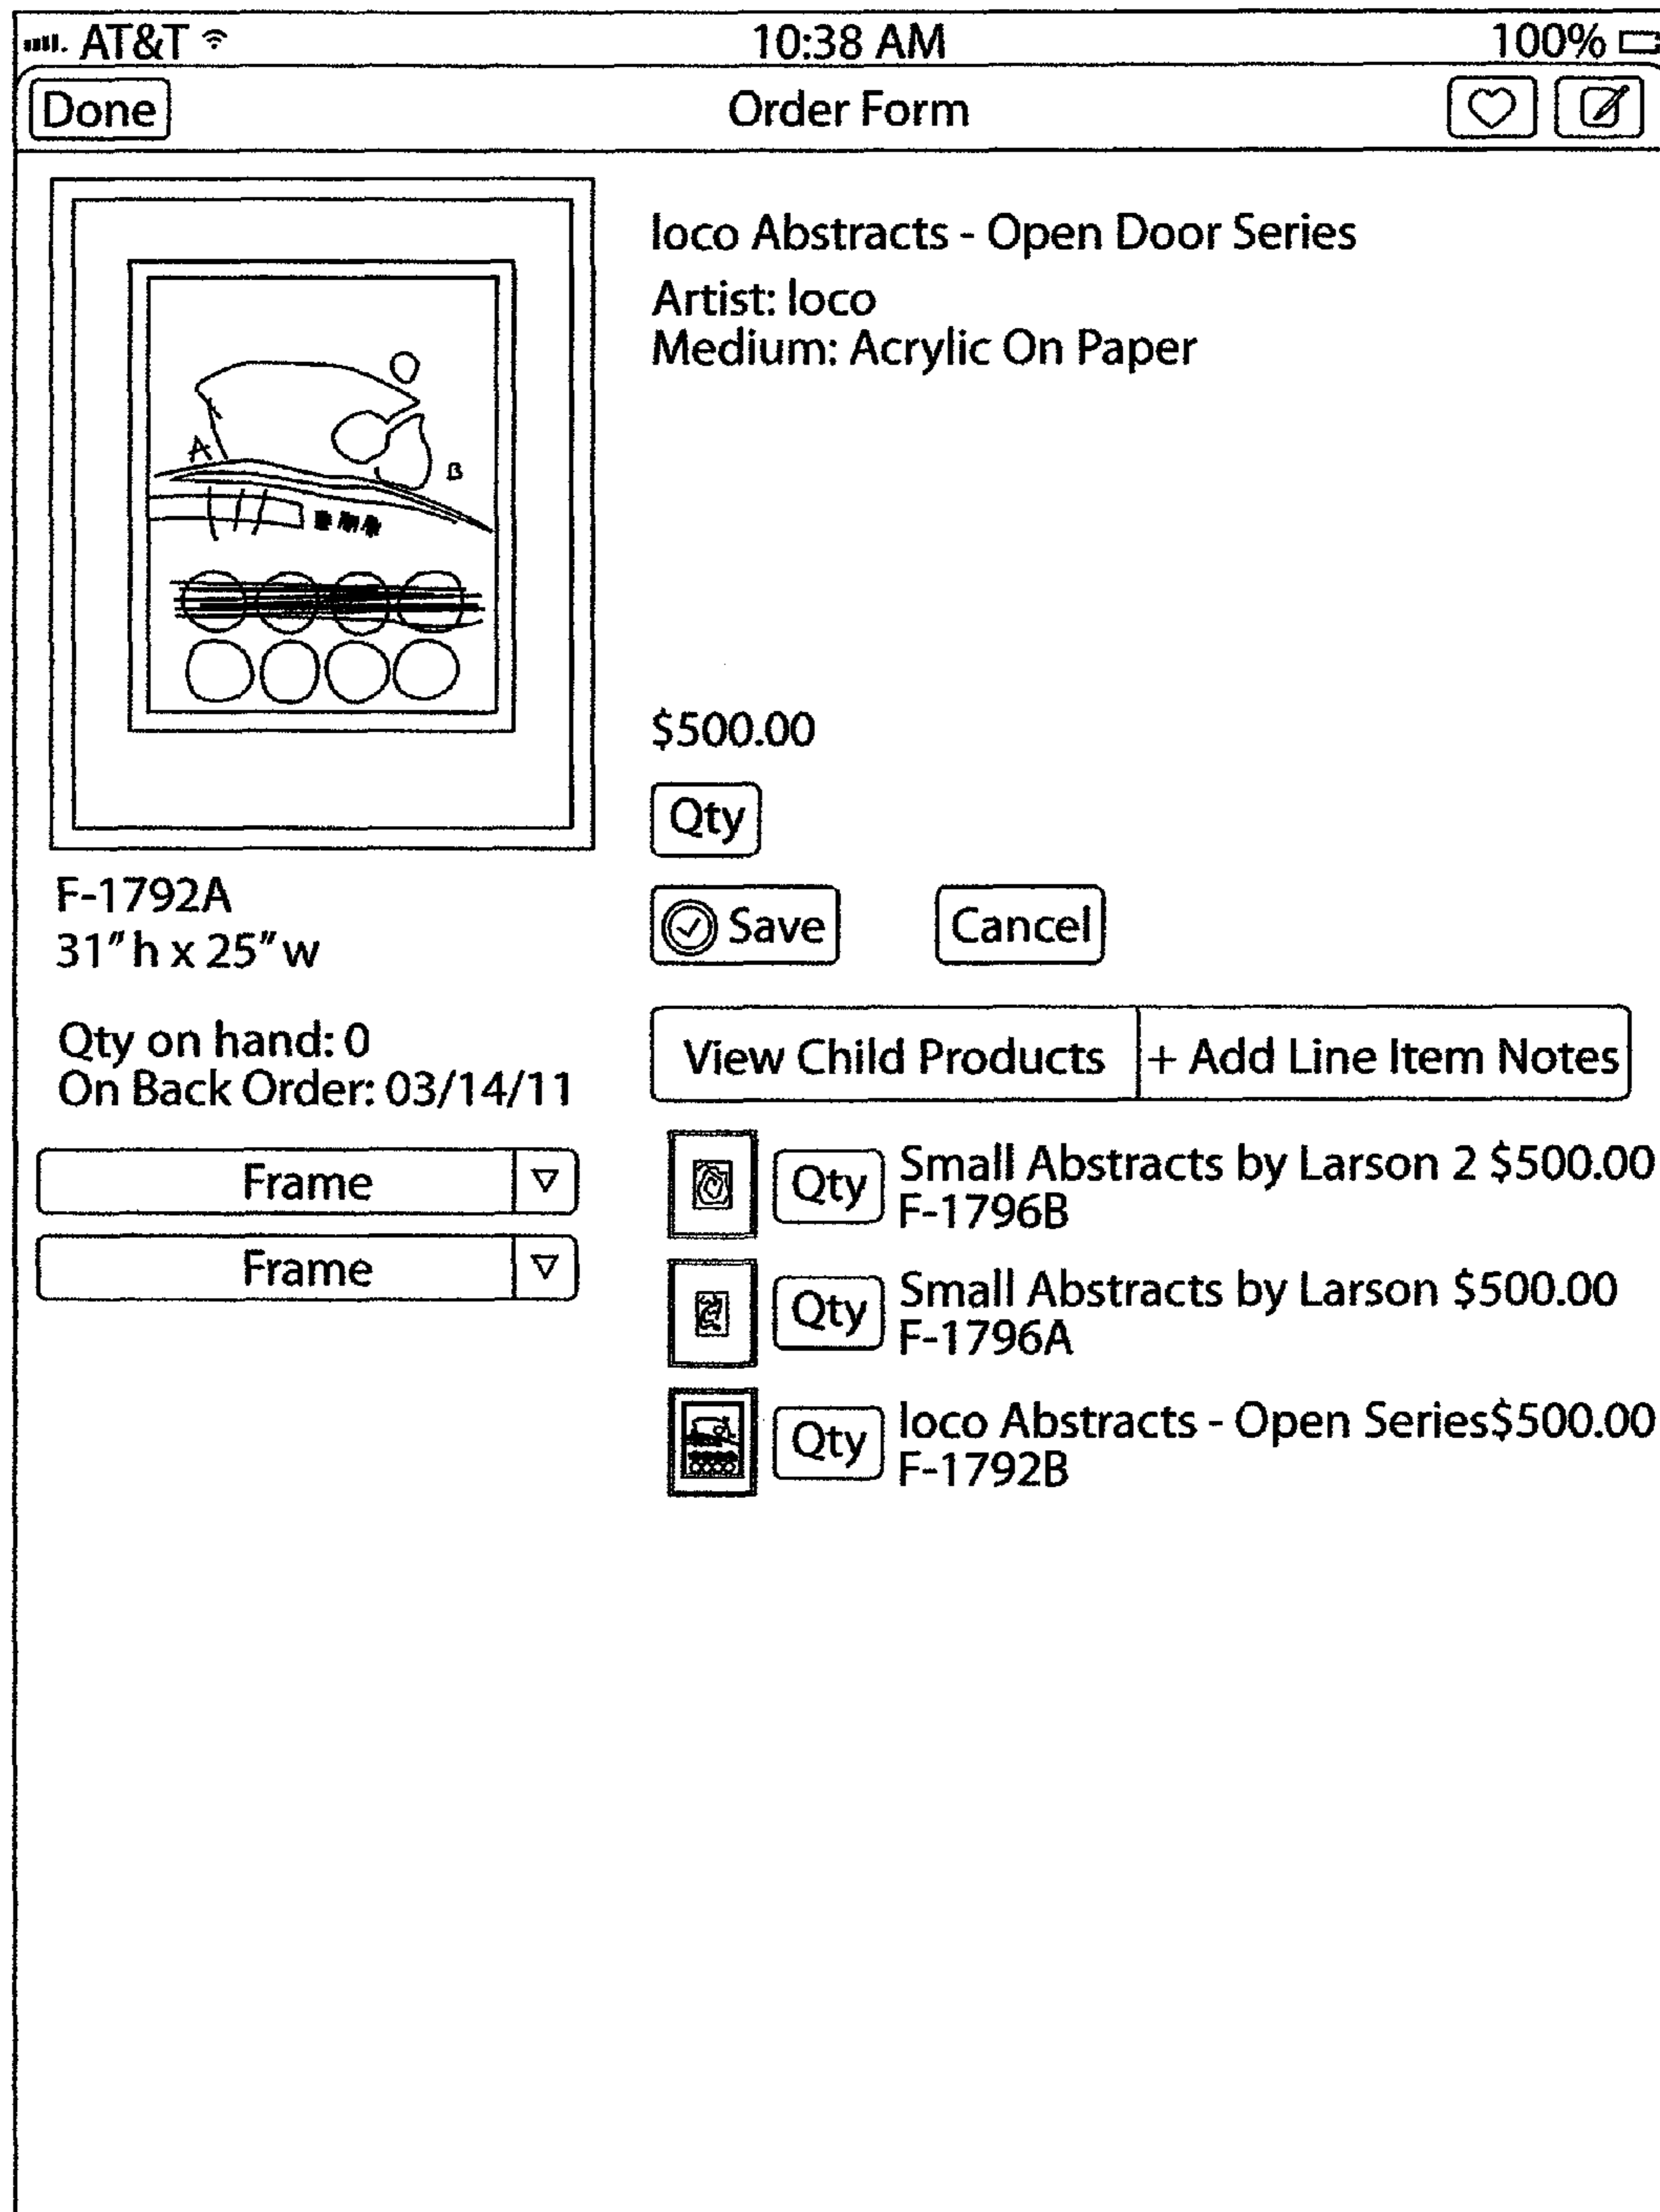 AT&T 10:38 AM 100%
Done Order Form
loco Abstracts - Open Door Series
Artist: loco
Medium: Acrylic On Paper
A
B
$500.00
Qty
F-1792A
31"h x 25"w
Save Cancel
Qty on hand: 0
On Back Order: 03/14/11
View Child Products + Add Line Item Notes
Frame
Frame
Qty Small Abstracts by Larson 2 $500.00
F-1796B
Qty Small Abstracts by Larson $500.00
F-1796A
Qty loco Abstracts - Open Series$500.00
F-1792B